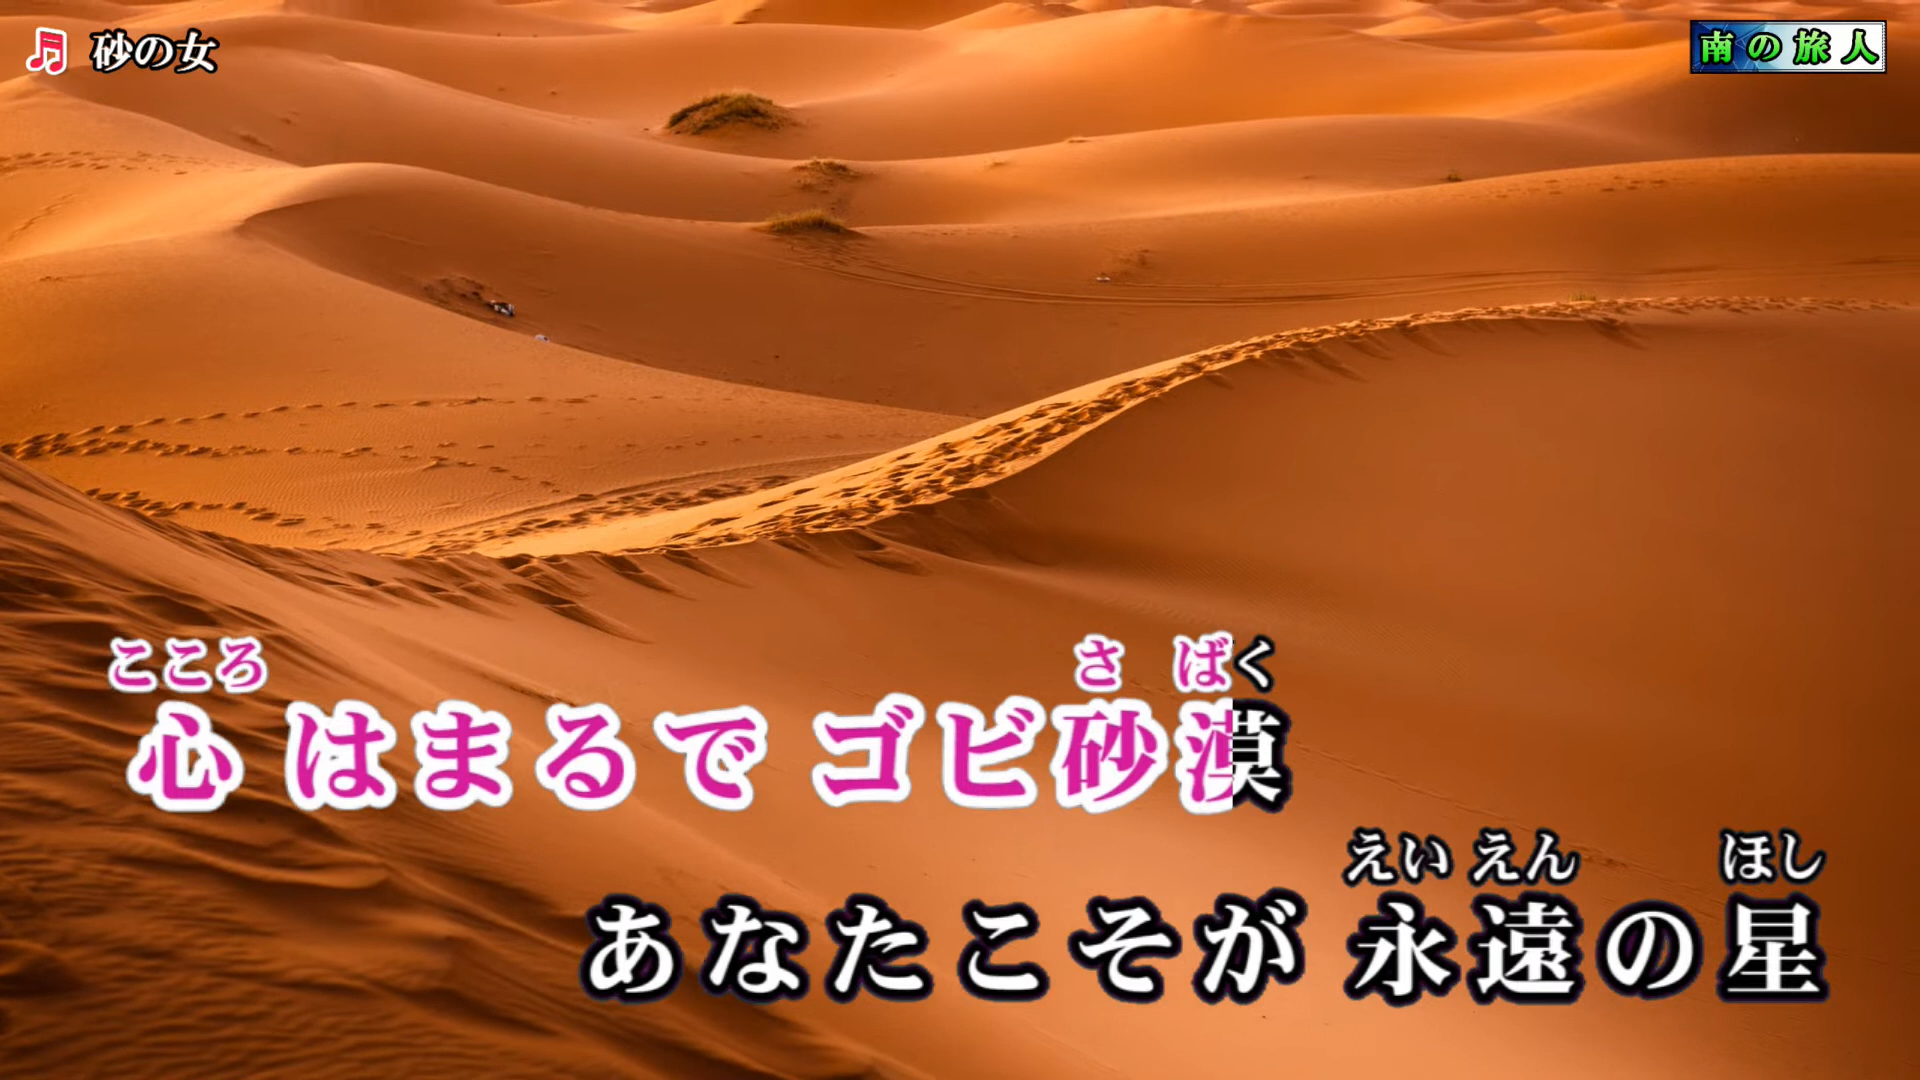 砂の女
南の旅人
こころ さばく
心はまるで ゴビ砂漠
えいえん ほし
あなたこそが 永遠の星